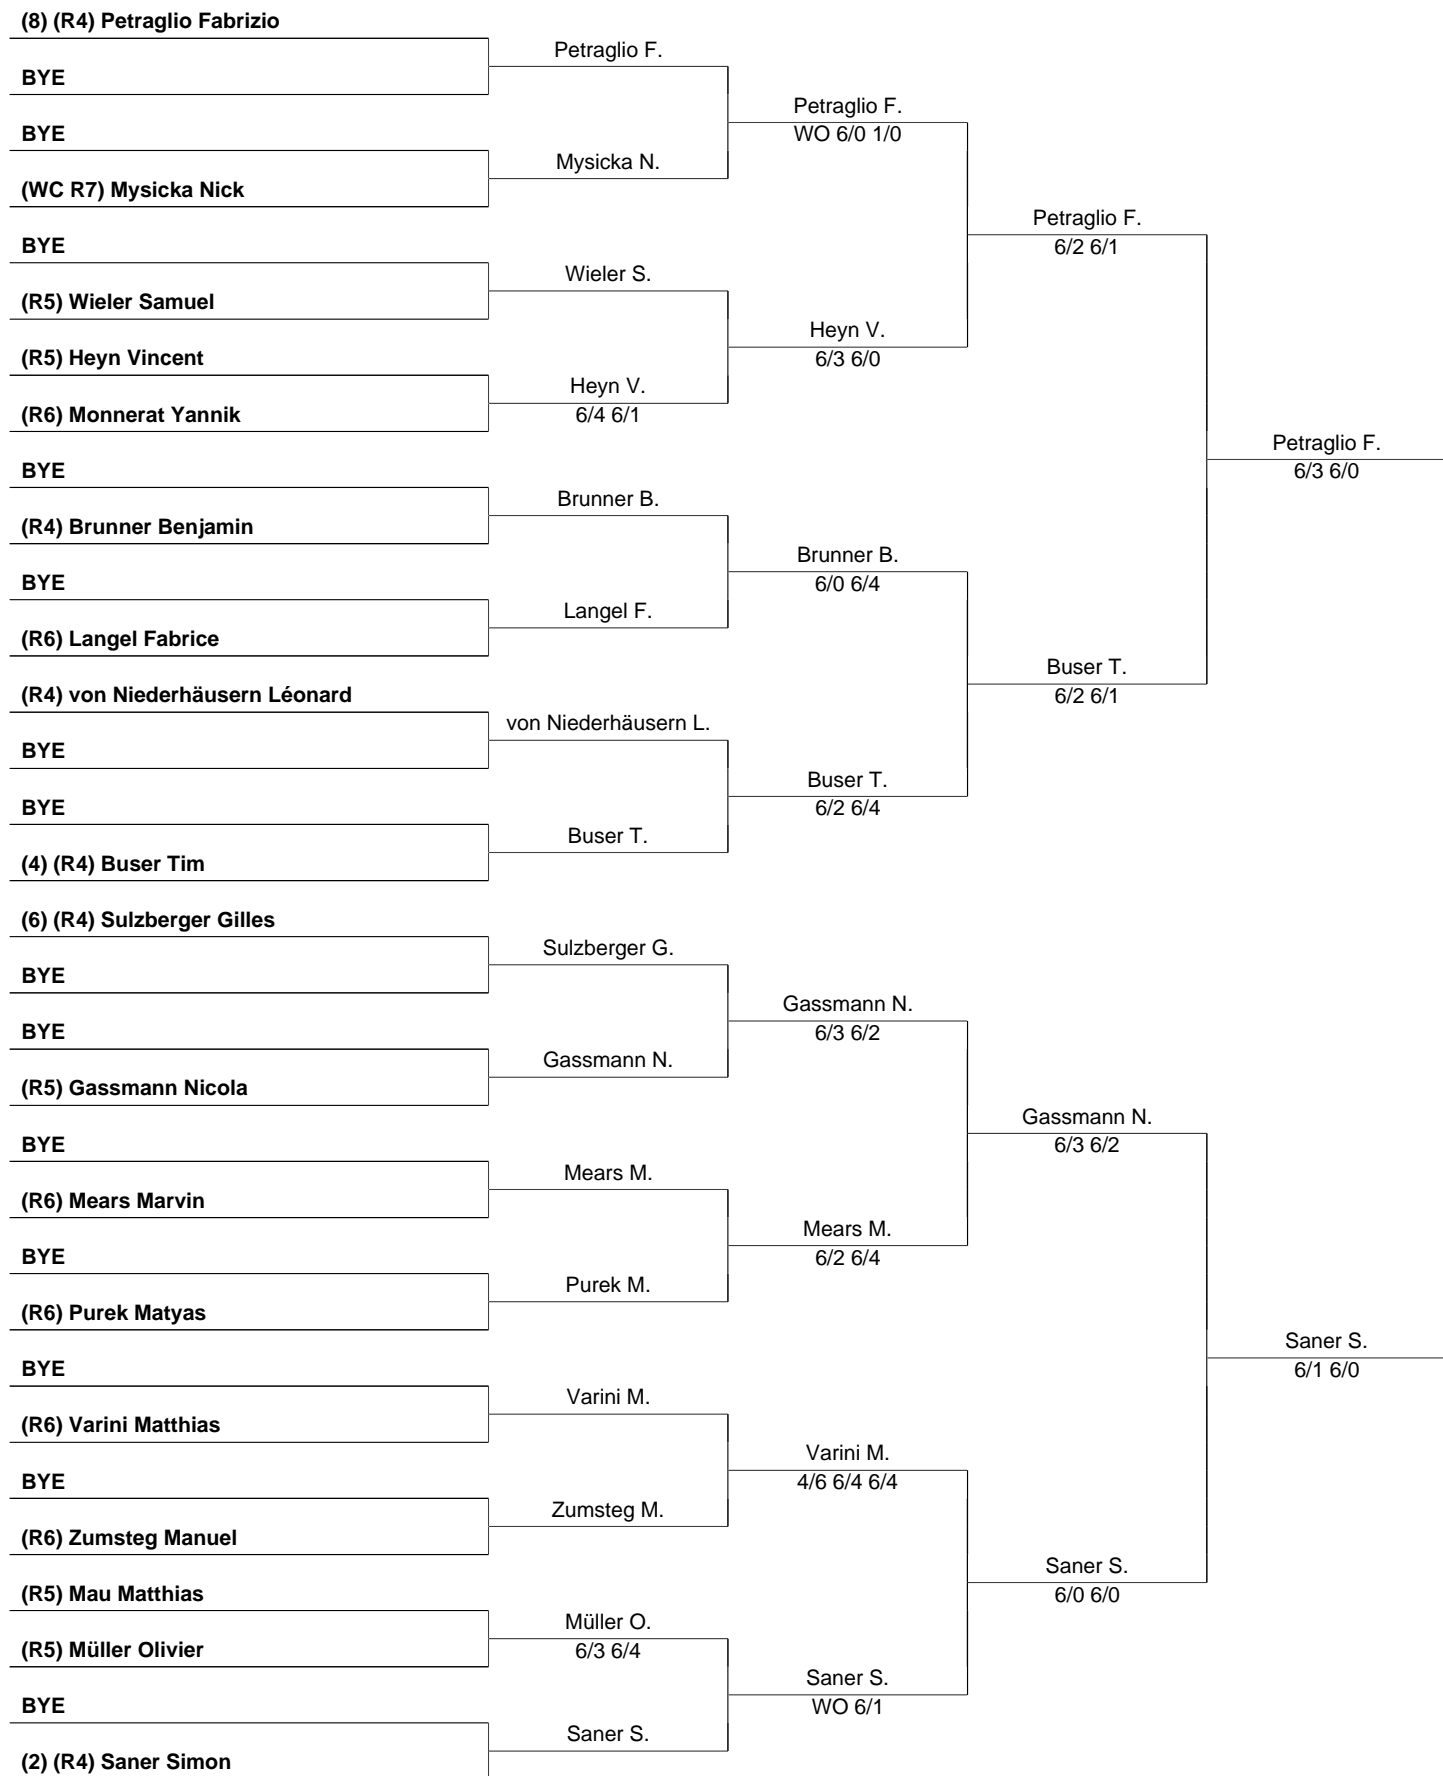 (8) (R4) Petraglio Fabrizio
Petraglio F.
BYE
Petraglio F.
BYE
WO 6/0 1/0
Mysicka N.
(WC R7) Mysicka Nick
Petraglio F.
BYE
6/2 6/1
Wieler S.
(R5) Wieler Samuel
Heyn V.
(R5) Heyn Vincent
6/3 6/0
Heyn V.
(R6) Monnerat Yannik
6/4 6/1
Petraglio F.
BYE
6/3 6/0
Brunner B.
(R4) Brunner Benjamin
Brunner B.
BYE
6/0 6/4
Langel F.
(R6) Langel Fabrice
Buser T.
(R4) von Niederhäusern Léonard
6/2 6/1
von Niederhäusern L.
BYE
Buser T.
BYE
6/2 6/4
Buser T.
(4) (R4) Buser Tim
(6) (R4) Sulzberger Gilles
Sulzberger G.
BYE
Gassmann N.
BYE
6/3 6/2
Gassmann N.
(R5) Gassmann Nicola
Gassmann N.
BYE
6/3 6/2
Mears M.
(R6) Mears Marvin
Mears M.
BYE
6/2 6/4
Purek M.
(R6) Purek Matyas
Saner S.
BYE
6/1 6/0
Varini M.
(R6) Varini Matthias
Varini M.
BYE
4/6 6/4 6/4
Zumsteg M.
(R6) Zumsteg Manuel
Saner S.
(R5) Mau Matthias
6/0 6/0
Müller O.
(R5) Müller Olivier
6/3 6/4
Saner S.
BYE
WO 6/1
Saner S.
(2) (R4) Saner Simon